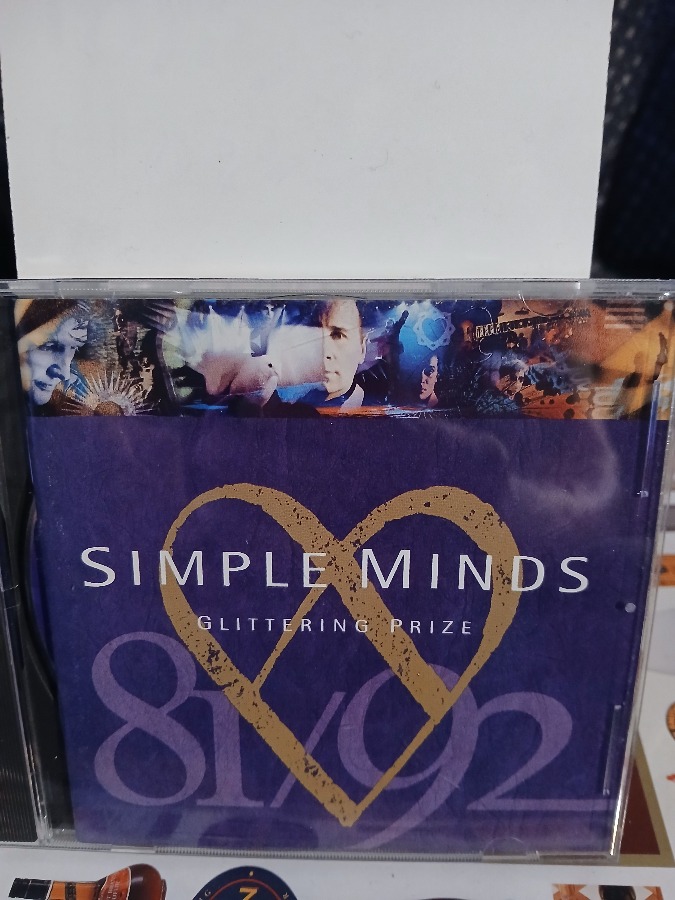 SIMPLE MINDS
GLITTERING PRIZE
81/92